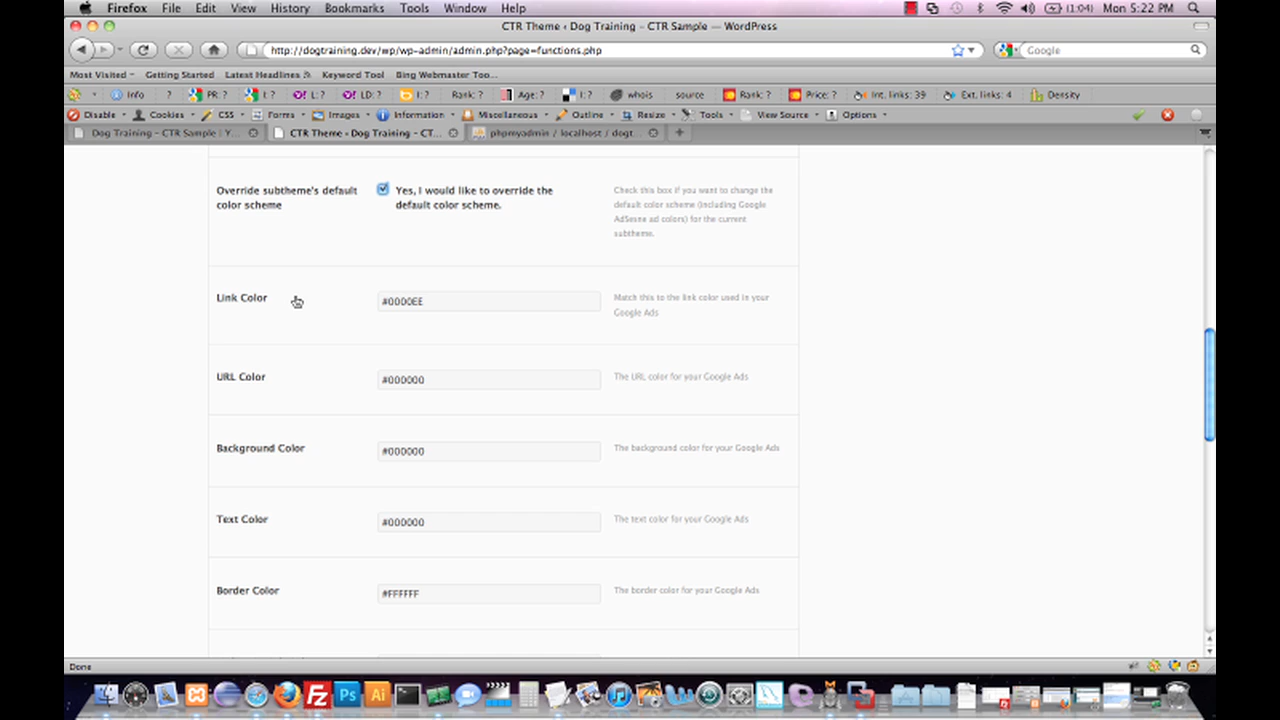 Firefox File Edit View History Bookmarks Tools Window Help (1:04) Mon 5:22 PM
CTR Theme ‹ Dog Training – CTR Sample — WordPress
http://dogtraining.dev/wp/wp-admin/admin.php?page=functions.php Google
Most Visited Getting Started Latest Headlines Keyword Tool Bing Webmaster Too...
Info ? PR: ? I: ? L: ? LD: ? I: ? Rank: ? Age: ? I: ? whois source Rank: ? Price: ? Int. links: 39 Ext. links: 4 Density
Disable Cookies CSS Forms Images Information Miscellaneous Outline Resize Tools View Source Options
Dog Training – CTR Sample | Y... CTR Theme ‹ Dog Training – CT... phpmyadmin / localhost / dogt...
Override subtheme's default
color scheme
Yes, I would like to override the
default color scheme.
Check this box if you want to change the
default color scheme (including Google
AdSesne ad colors) for the current
subtheme.
Link Color #0000EE
Match this to the link color used in your
Google Ads
URL Color #000000 The URL color for your Google Ads
Background Color #000000 The background color for your Google Ads
Text Color #000000 The text color for your Google Ads
Border Color #FFFFFF The border color for your Google Ads
Done
Fz Ps Ai